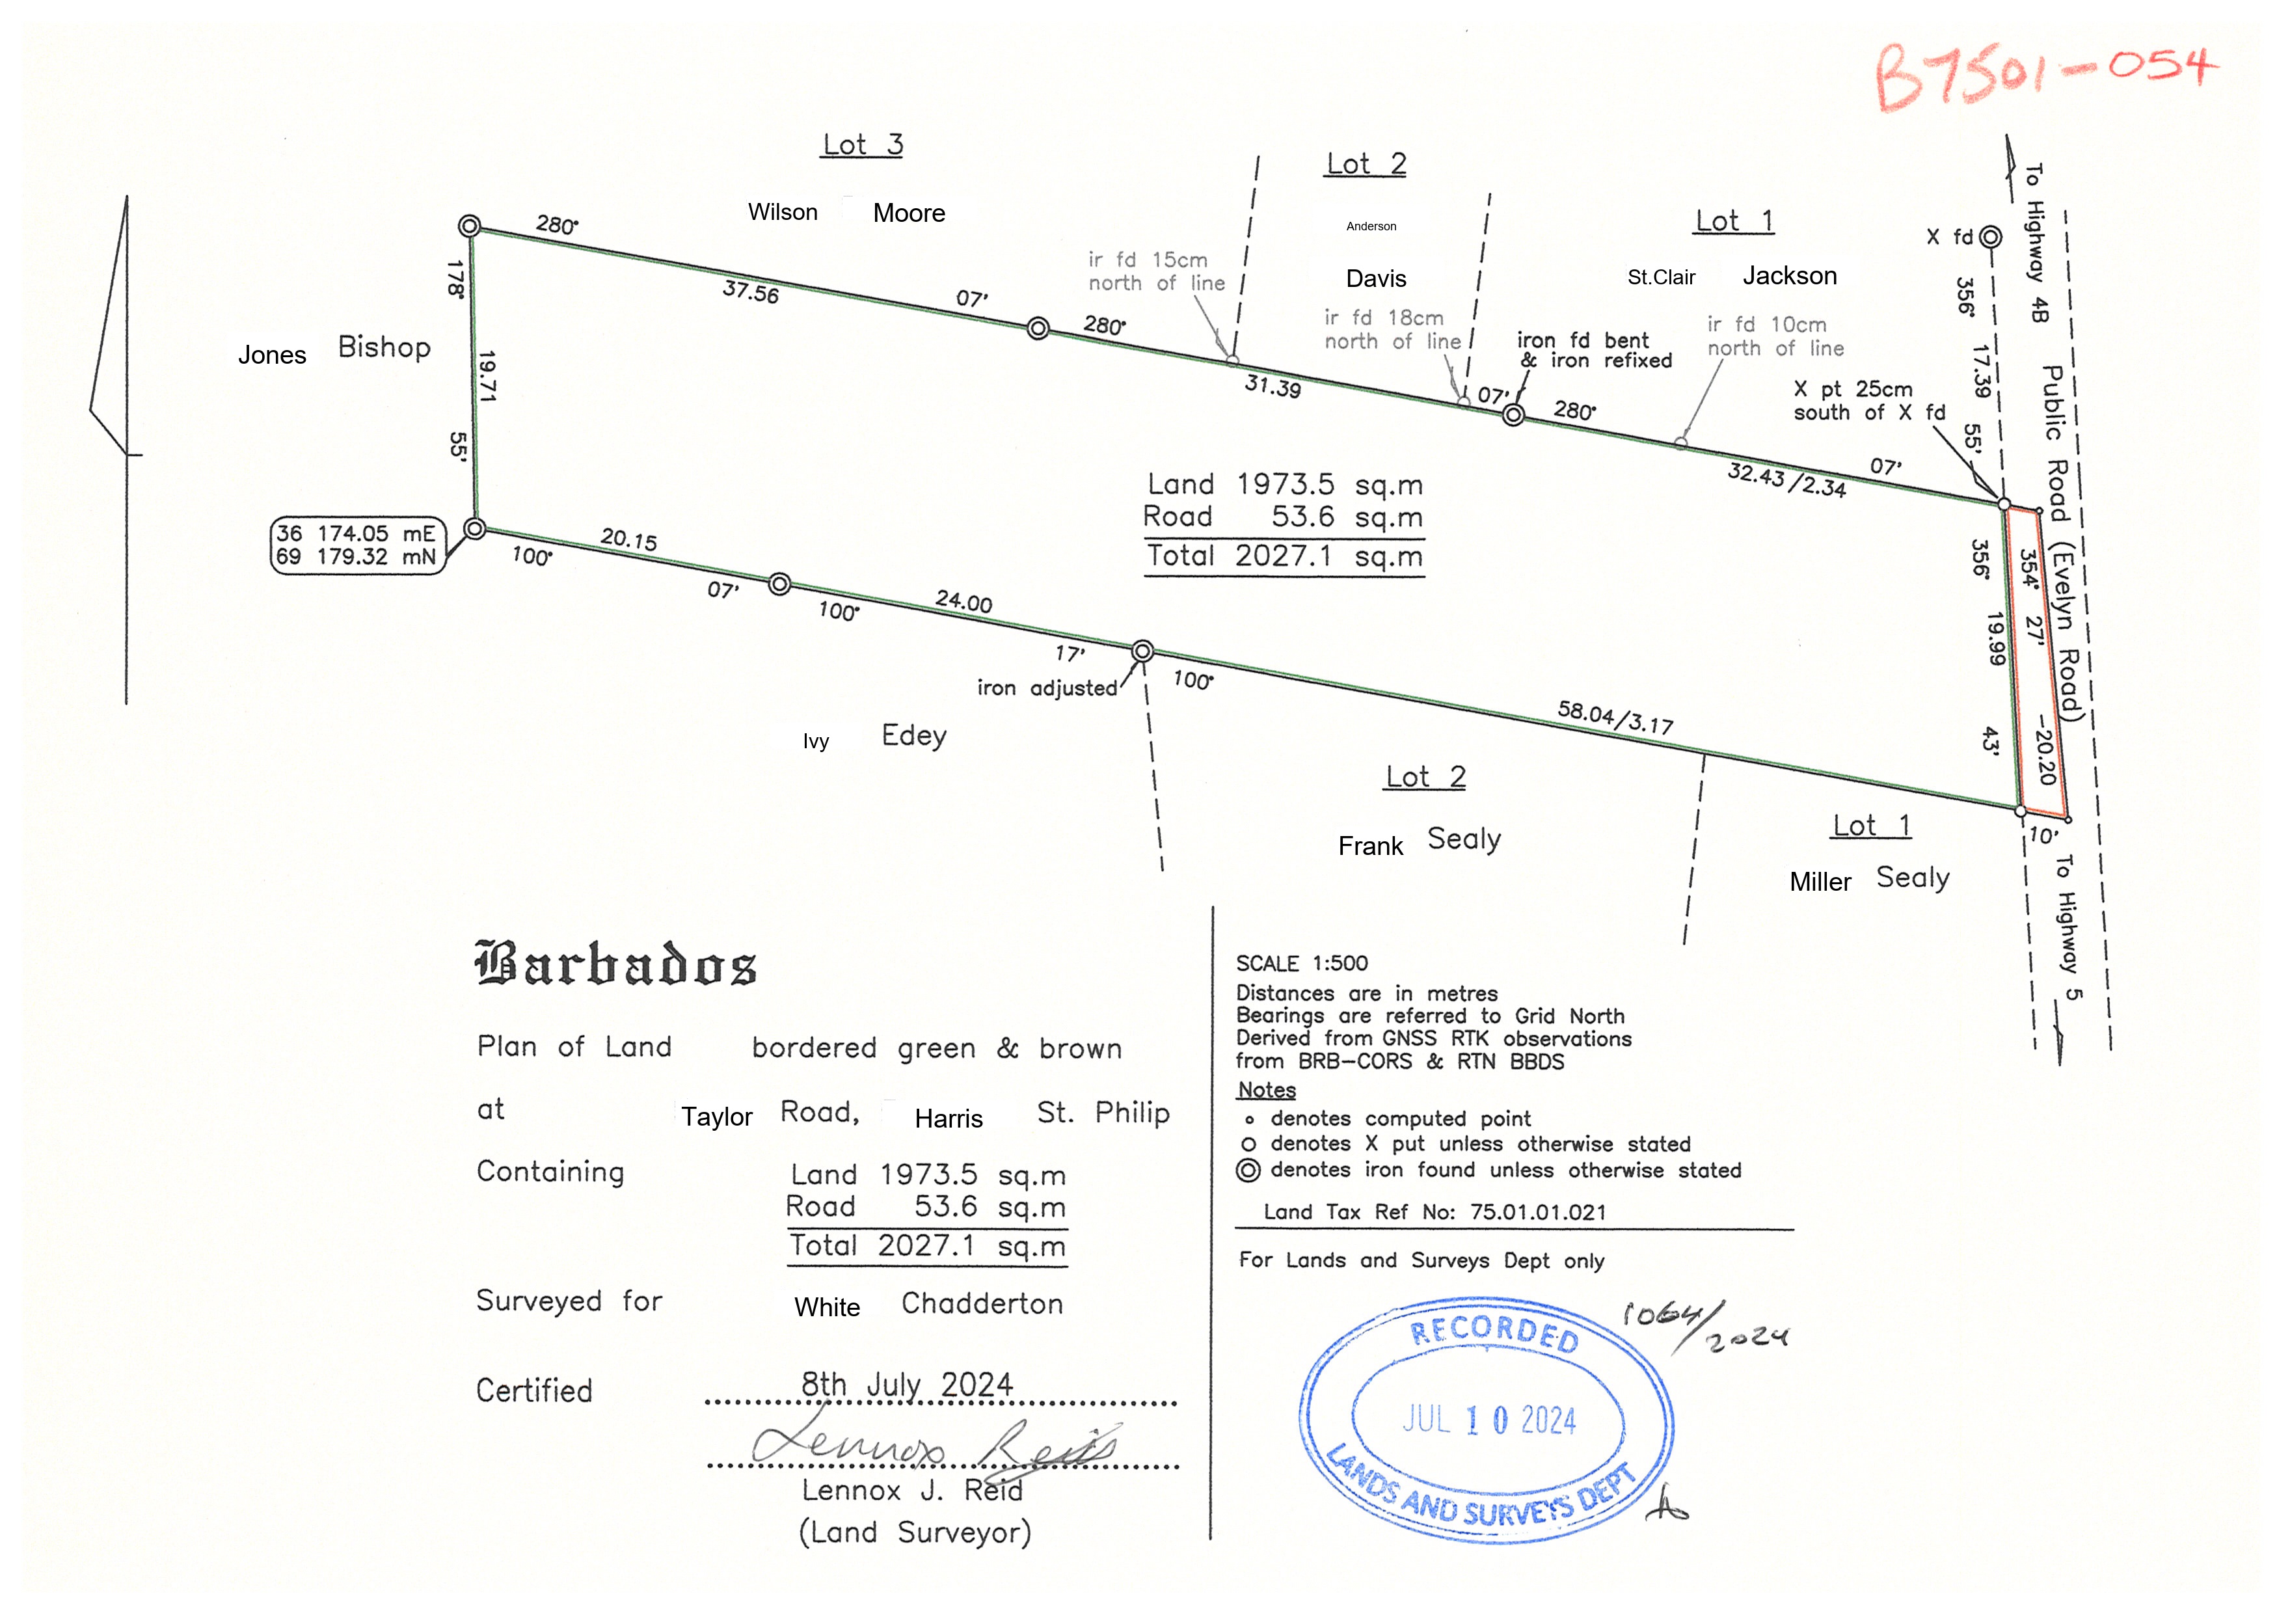 B7501-054
Lot 3
Wilson Moore
Lot 2
Anderson
Davis
Lot 1
St.Clair Jackson
To Highway 4B
X fd
356° 17.39 55'
Public Road (Evelyn Road)
280° 37.56 07'
ir fd 15cm
north of line
280° 31.39 07'
ir fd 18cm
north of line
iron fd bent
& iron refixed
ir fd 10cm
north of line
280° 32.43/2.34 07'
X pt 25cm
south of X fd
Jones Bishop
178° 19.71 55'
36 174.05 mE
69 179.32 mN
Land 1973.5 sq.m
Road 53.6 sq.m
Total 2027.1 sq.m
356° 19.99 43'
354° 27' -20.20
100° 20.15 07'
100° 24.00 17'
iron adjusted
100° 58.04/3.17 10'
Ivy Edey
Lot 2
Frank Sealy
Lot 1
Miller Sealy
To Highway 5
Barbados
Plan of Land bordered green & brown
at Taylor Road, Harris St. Philip
Containing Land 1973.5 sq.m
Road 53.6 sq.m
Total 2027.1 sq.m
Surveyed for White Chadderton
Certified 8th July 2024
Lennox Reid
Lennox J. Reid
(Land Surveyor)
SCALE 1:500
Distances are in metres
Bearings are referred to Grid North
Derived from GNSS RTK observations
from BRB-CORS & RTN BBDS
Notes
denotes computed point
denotes X put unless otherwise stated
denotes iron found unless otherwise stated
Land Tax Ref No: 75.01.01.021
For Lands and Surveys Dept only
1064/2024
RECORDED
JUL 10 2024
LANDS AND SURVEYS DEPT